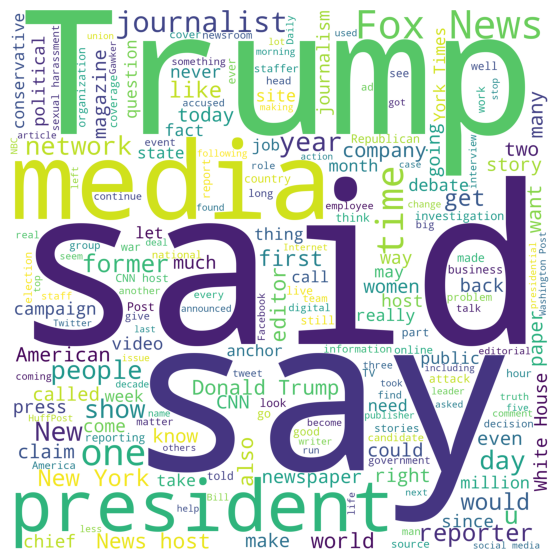 Trump
said
say
media
president
Fox News
journalist
conservative
political
sexual harassment
organization
magazine
coverage
union
cover
newsroom
something
never
like
question
staffer
accused
lot
morning
Daily
Gawker
head
ever
journalism
used
ad
see
got
York Times
work
well
stop
many
network
today
site
fact
state
NBC
article
event
job
year
role
country
company
month
Republican
action
case
going
debate
interview
two
story
following
report
found
long
left
continue
employee
think
change
big
investigation
time
get
want
real
let
thing
group
war
deal
seem
national
Internet
first
way
may
made
business
problem
presidential
Washington Post
former
much
CNN host
another
call
women
back
talk
top
election
staff
campaign
Post
give
every
live
team
still
editor
host
really
part
paper
Twitter
last
announced
digital
Facebook
video
American
issue
anchor
information
online
public
editorial
people
coming
decade
tweet
three
TV
including
attack
hour
White House
called
week
Donald Trump
CNN
need
took
find
leader
asked
truth
five
press
show
HuffPost
name
come
matter
look
go
become
good
publisher
stories
candidate
comment
decision
even
New
reporting
know
others
writer
run
could
government
one
claim
America
also
told
newspaper
life
right
next
million
day
New York
take
Bill
would
since
u
help
man
source
reporter
chief
less
News host
make
world
social media